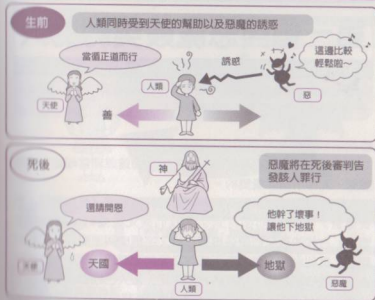 生前
人類同時受到天使的幫助以及惡魔的誘惑
當循正道而行
這邊比較
輕鬆啦~
誘惑
人類
天使
善
惡
死後
神
惡魔將在死後審判告
發該人罪行
還請開恩
他幹了壞事!
讓他下地獄
天使
天國
地獄
人類
惡魔